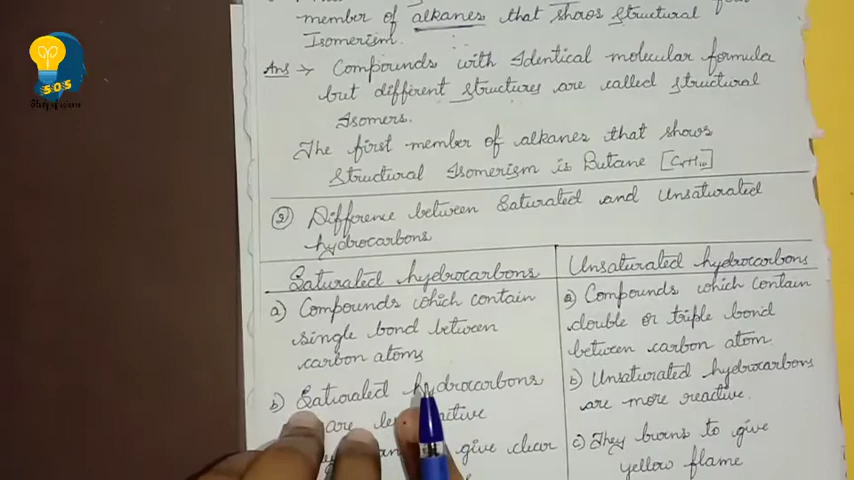 SOS
member of alkanes that shows Structural
Isomerism.
Ans → Compounds with Identical molecular formula
but different structures are called structural
Isomers.
The first member of alkanes that shows
Structural Isomerism is Butane [C4H10]
② Difference between Saturated and Unsaturated
hydrocarbons
Saturated hydrocarbons
a) Compounds which contain
single bond between
carbon atoms
b) Saturated hydrocarbons
are
give clear
Unsaturated hydrocarbons
a) Compounds which contain
double or triple bond
between carbon atom.
b) Unsaturated hydrocarbons
are more reactive.
c) They burns to give
yellow flame